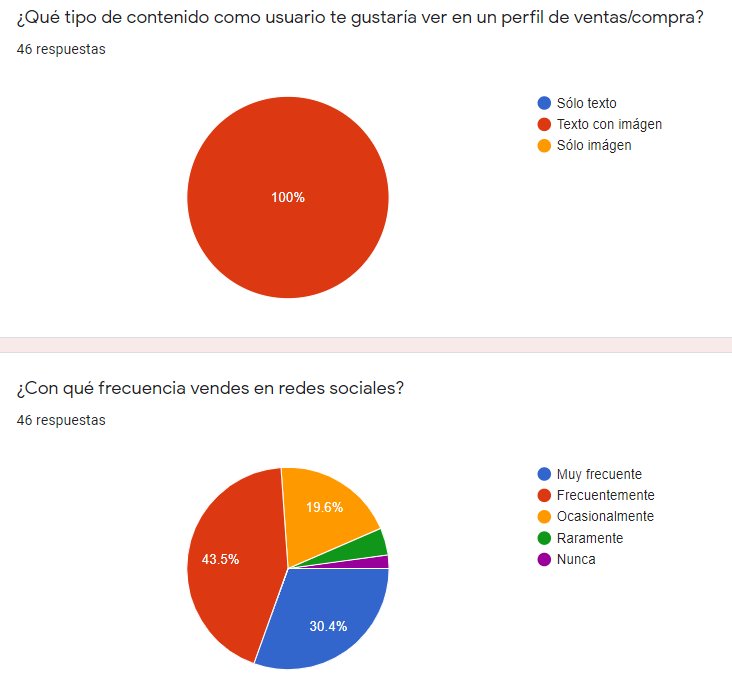 ¿Qué tipo de contenido como usuario te gustaría ver en un perfil de ventas/compra?
46 respuestas
100%
Sólo texto
Texto con imágen
Sólo imágen
¿Con qué frecuencia vendes en redes sociales?
46 respuestas
19.6%
43.5%
30.4%
Muy frecuente
Frecuentemente
Ocasionalmente
Raramente
Nunca